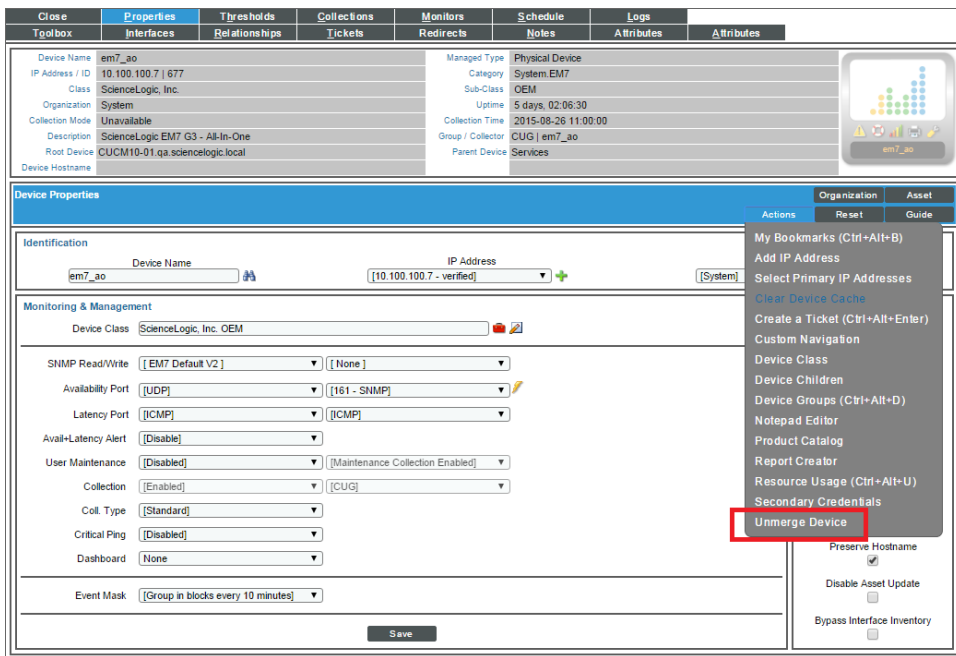 Close Properties Thresholds Collections Monitors Schedule Logs
Toolbox Interfaces Relationships Tickets Redirects Notes Attributes Attributes
Device Name em7_ao Managed Type Physical Device
IP Address / ID 10.100.100.7 | 677 Category System.EM7
Class ScienceLogic, Inc. Sub-Class OEM
Organization System Uptime 5 days, 02:06:30
Collection Mode Unavailable Collection Time 2015-08-26 11:00:00
Description ScienceLogic EM7 G3 - All-In-One Group / Collector CUG | em7_ao
Root Device CUCM10-01.qa.sciencelogic.local Parent Device Services
Device Hostname
em7_ao
Device Properties Organization Asset
Actions Reset Guide
My Bookmarks (Ctrl+Alt+B)
Add IP Address
Select Primary IP Addresses
Clear Device Cache
Create a Ticket (Ctrl+Alt+Enter)
Custom Navigation
Device Class
Device Children
Device Groups (Ctrl+Alt+D)
Notepad Editor
Product Catalog
Report Creator
Resource Usage (Ctrl+Alt+U)
Secondary Credentials
Unmerge Device
Identification
Device Name IP Address
em7_ao [10.100.100.7 - verified] [System]
Monitoring & Management
Device Class ScienceLogic, Inc. OEM
SNMP Read/Write [ EM7 Default V2 ] [ None ]
Availability Port [UDP] [161 - SNMP]
Latency Port [ICMP] [ICMP]
Avail+Latency Alert [Disable]
User Maintenance [Disabled] [Maintenance Collection Enabled]
Collection [Enabled] [CUG]
Coll. Type [Standard]
Critical Ping [Disabled]
Dashboard None
Event Mask [Group in blocks every 10 minutes]
Save
Preserve Hostname
Disable Asset Update
Bypass Interface Inventory